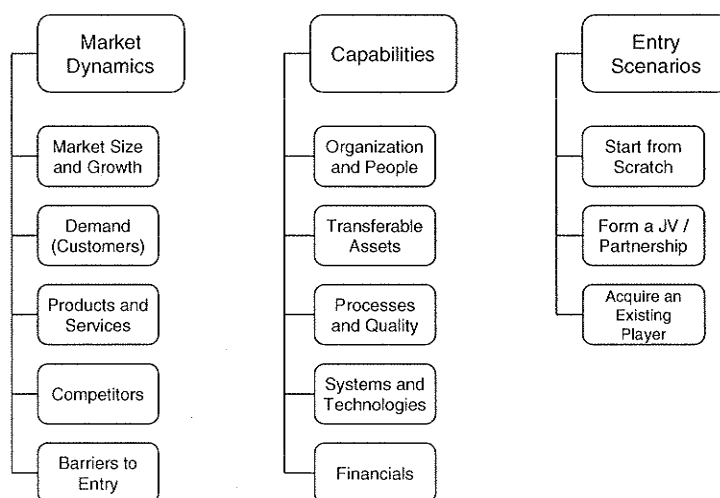 Market
Dynamics
Market Size
and Growth
Demand
(Customers)
Products and
Services
Competitors
Barriers to
Entry
Capabilities
Organization
and People
Transferable
Assets
Processes
and Quality
Systems and
Technologies
Financials
Entry
Scenarios
Start from
Scratch
Form a JV /
Partnership
Acquire an
Existing
Player